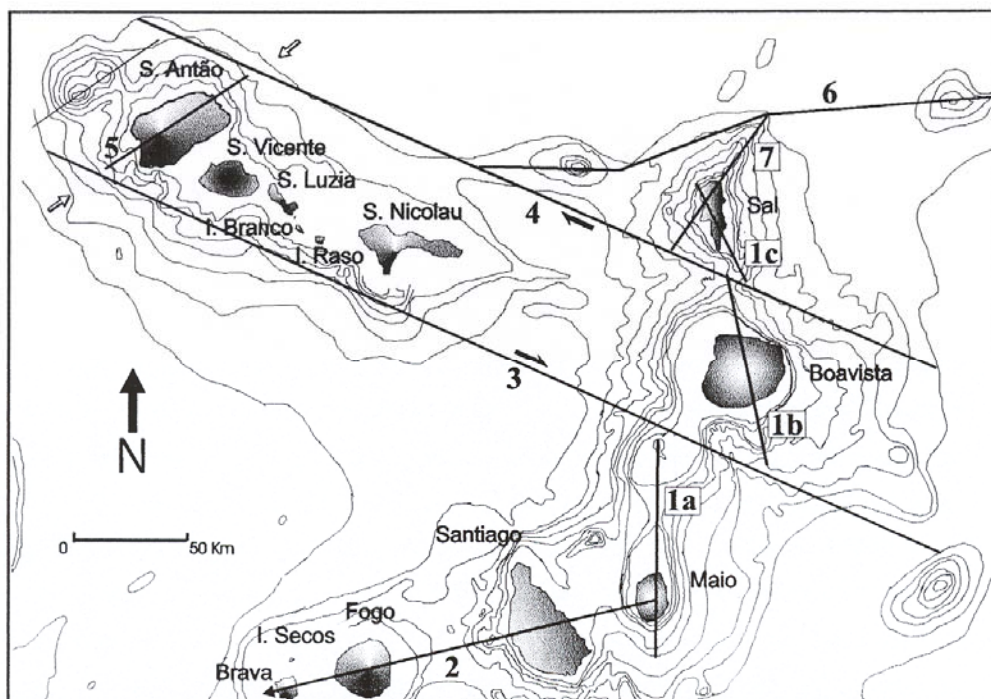 6
S. Antão
5
S. Vicente
7
S. Luzia
Sal
S. Nicolau
4
I. Branco
I. Raso
1c
3
Boavista
N
1b
1a
0 50 Km
Santiago
Maio
Fogo
I. Secos
2
Brava